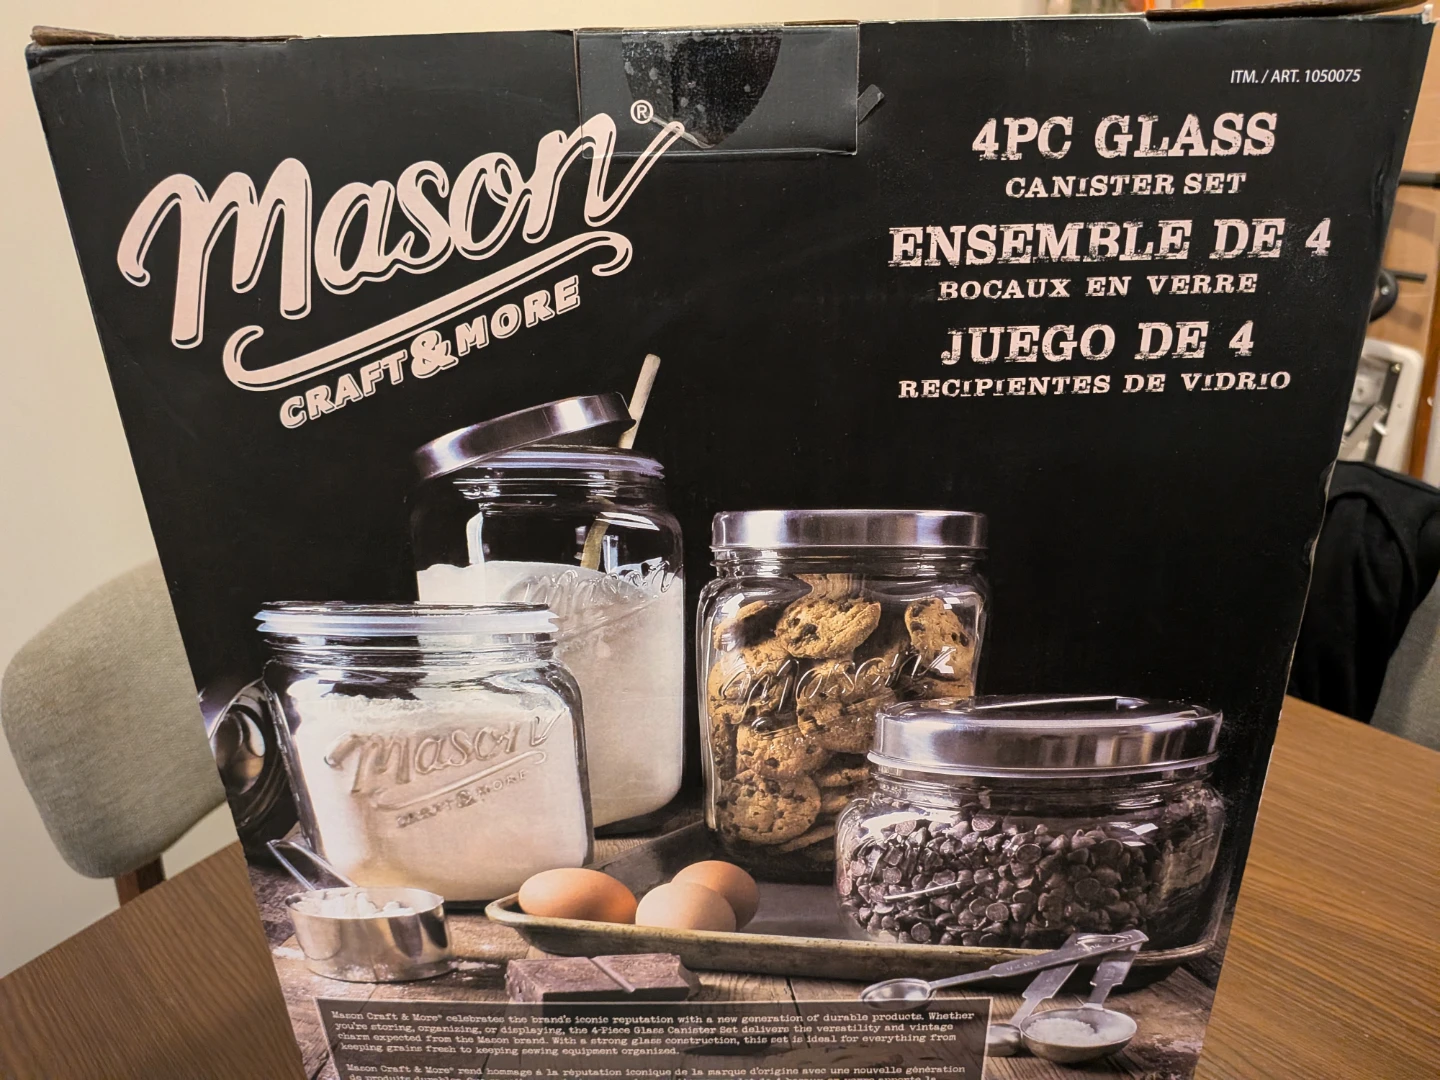 ITM. / ART. 1050075
Mason®
CRAFT & MORE
4PC GLASS
CANISTER SET
ENSEMBLE DE 4
BOCAUX EN VERRE
JUEGO DE 4
RECIPIENTES DE VIDRIO
Mason
Mason
Mason
CRAFT & MORE
Mason Craft & More® celebrates the brand's iconic reputation with a new generation of durable products. Whether
you're storing, organizing, or displaying, the 4-Piece Glass Canister Set delivers the versatility and vintage
charm expected from the Mason brand. With a strong glass construction, this set is ideal for everything from
keeping grains fresh to keeping sewing equipment organized.
Mason Craft & More® rend hommage à la réputation iconique de la marque d'origine avec une nouvelle génération
de produits durables.